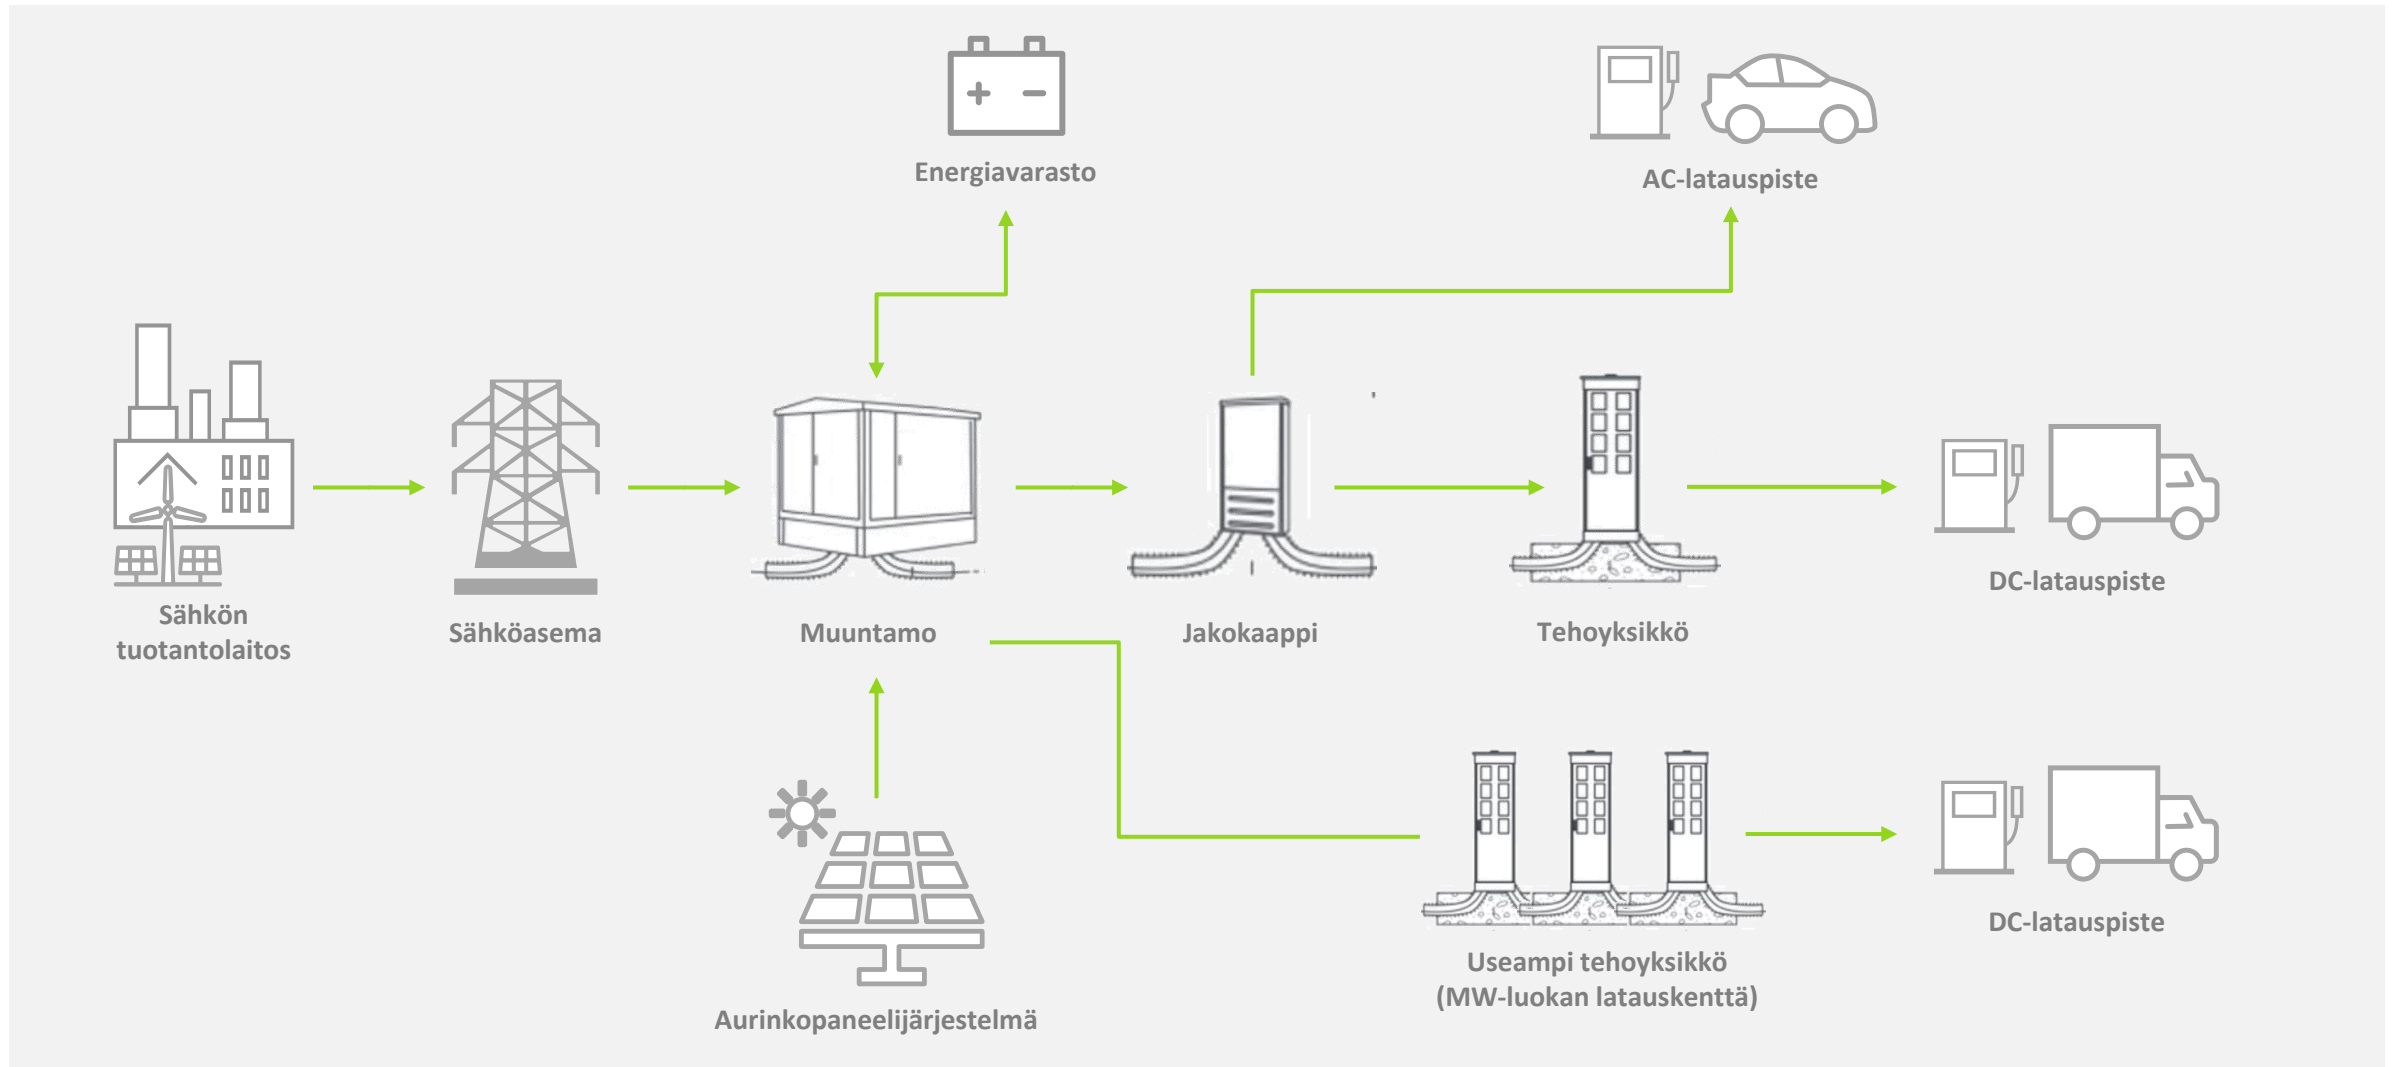 Energiavarasto
AC-latauspiste
Sähkön
tuotantolaitos
Sähköasema
Muuntamo
Jakokaappi
Tehoyksikkö
DC-latauspiste
Aurinkopaneelijärjestelmä
Useampi tehoyksikkö
(MW-luokan latauskenttä)
DC-latauspiste